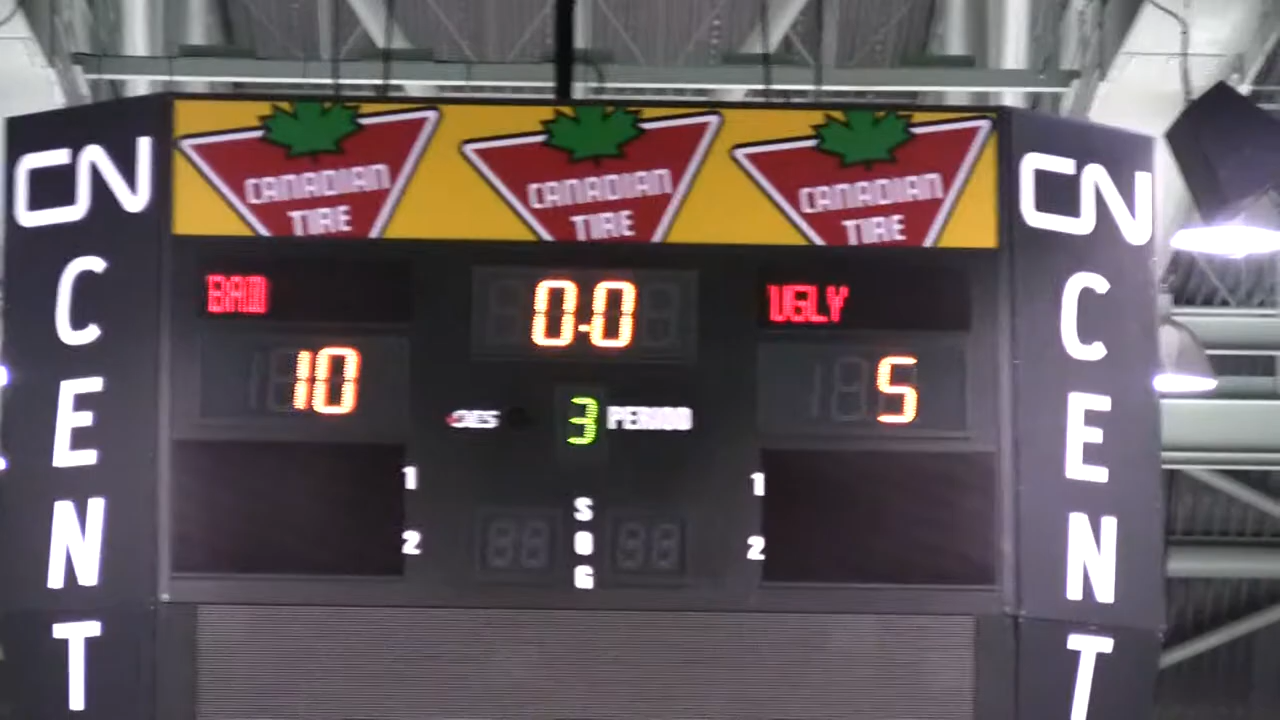 CANADIAN TIRE
CANADIAN TIRE
CANADIAN TIRE
CN CENT
CN CENT
BAD
0.0
UGLY
10
3 PERIOD
5
1
1
2
2
SOG